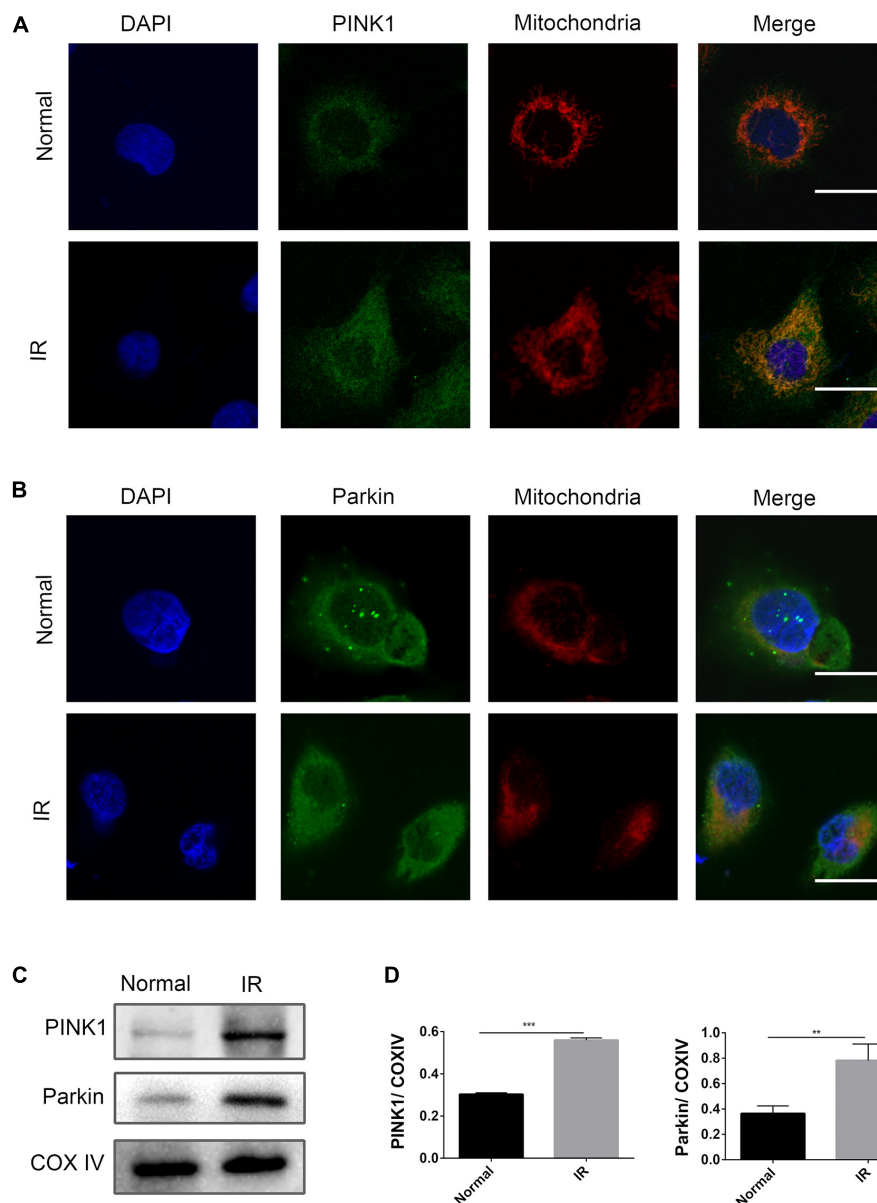 A
DAPI PINK1 Mitochondria Merge
Normal
IR
B
DAPI Parkin Mitochondria Merge
Normal
IR
C
Normal IR
PINK1
Parkin
COX IV
D
PINK1/ COXIV
0.6
0.4
0.2
0.0
***
Normal IR
Parkin/ COXIV
1.0
0.8
0.6
0.4
0.2
0.0
**
Normal IR